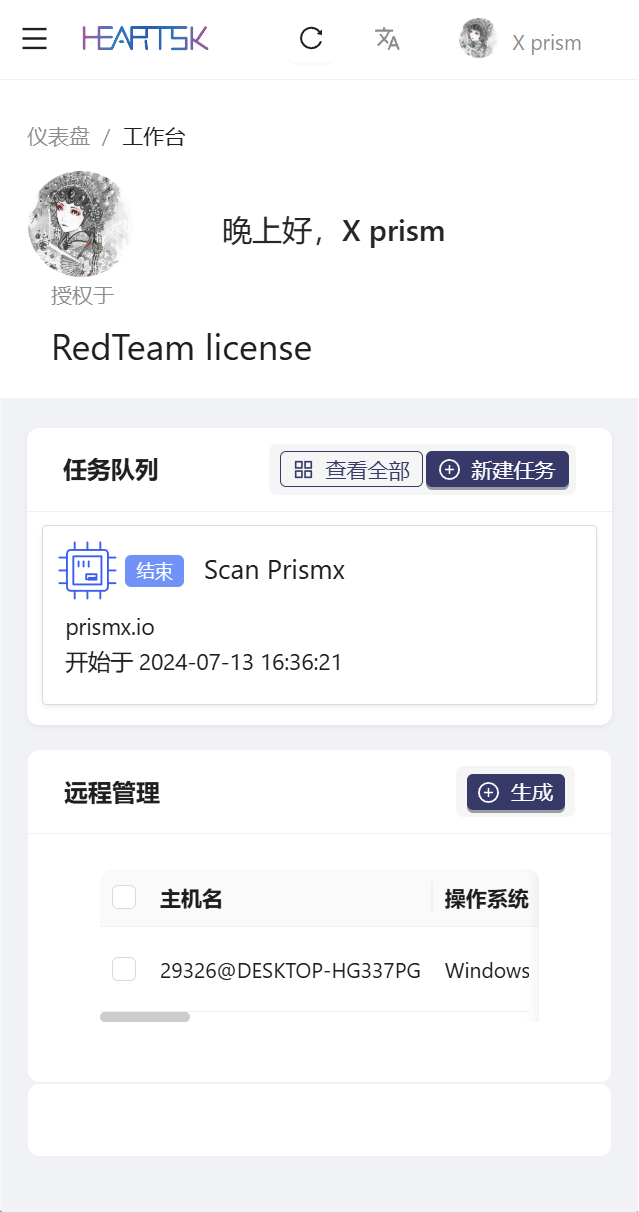 HEARTSK
X prism
仪表盘 / 工作台
晚上好，X prism
授权于
RedTeam license
任务队列
查看全部
新建任务
结束 Scan Prismx
prismx.io
开始于 2024-07-13 16:36:21
远程管理
生成
主机名 操作系统
29326@DESKTOP-HG337PG Windows